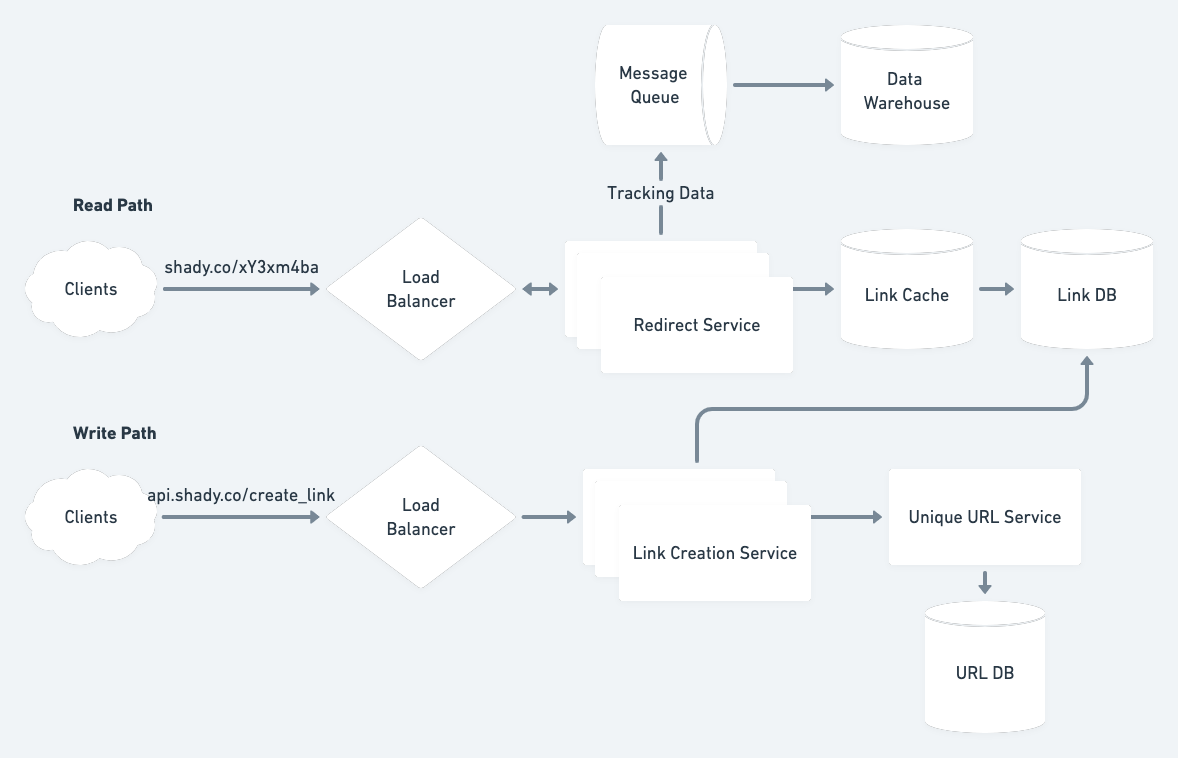 Message
Queue
Data
Warehouse
Tracking Data
Read Path
Clients
shady.co/xY3xm4ba
Load
Balancer
Redirect Service
Link Cache
Link DB
Write Path
Clients
api.shady.co/create_link
Load
Balancer
Link Creation Service
Unique URL Service
URL DB